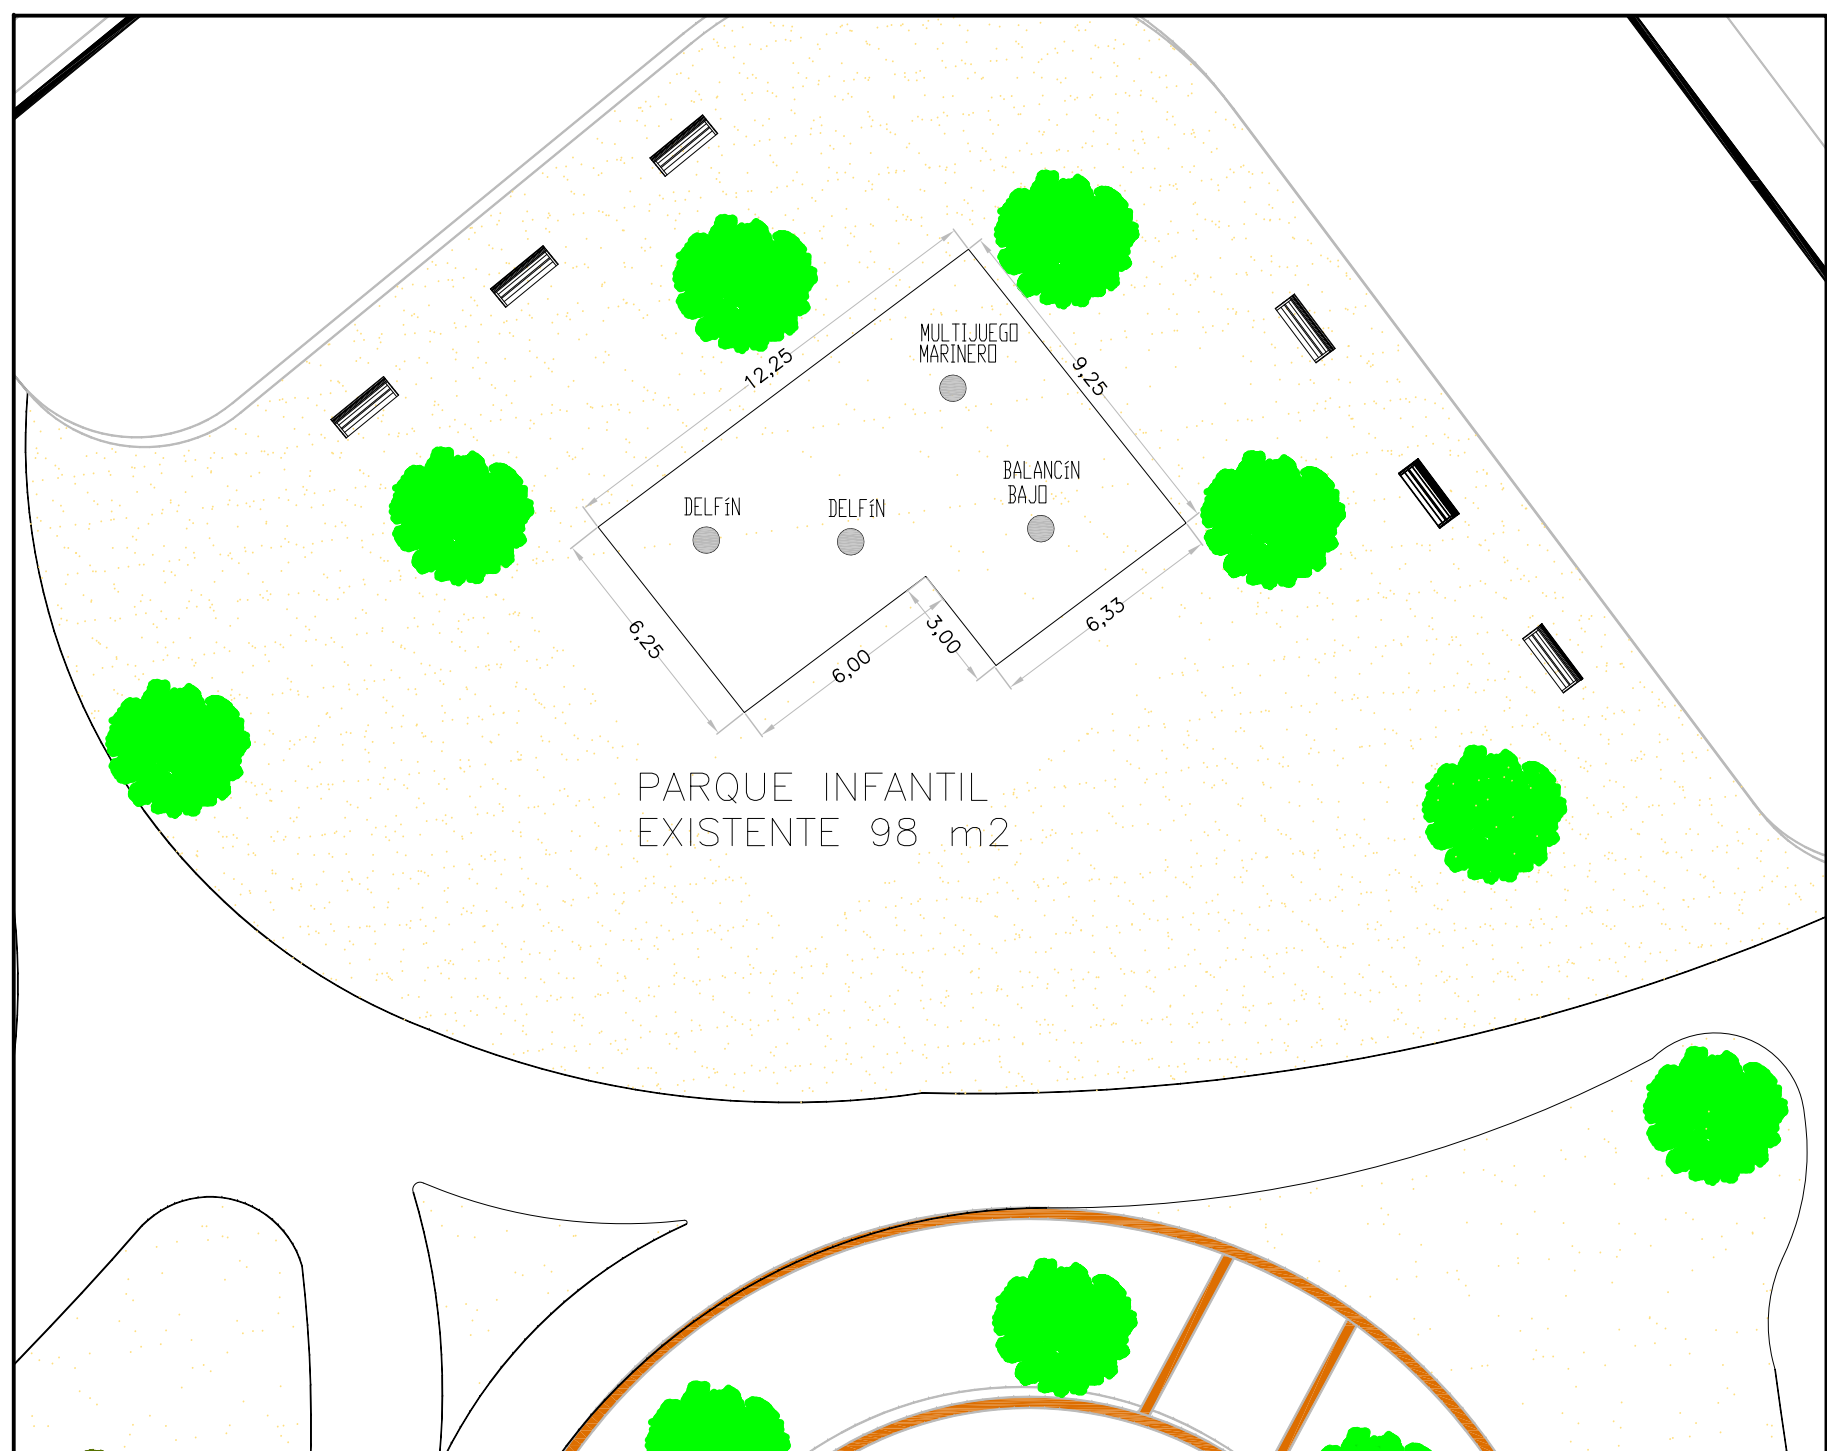 MULTIJUEGO
MARINERO
12,25
9,25
BALANCíN
BAJO
DELFíN
DELFíN
6,25
3,00
6,33
6,00
PARQUE INFANTIL
EXISTENTE 98 m2